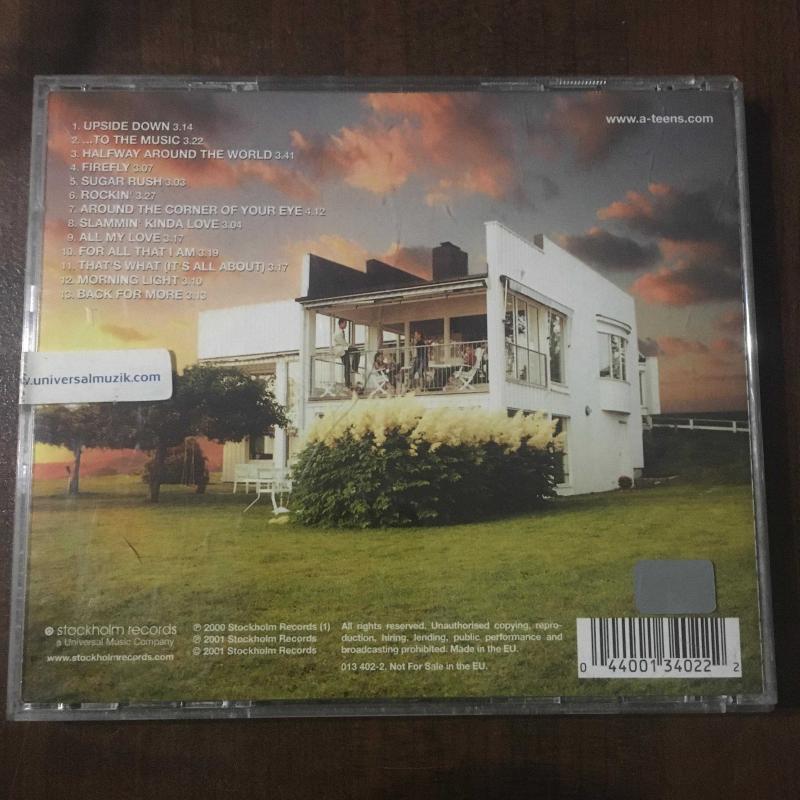 1. UPSIDE DOWN 3.14
2. ...TO THE MUSIC 3.22
3. HALFWAY AROUND THE WORLD 3.41
4. FIREFLY 3.07
5. SUGAR RUSH 3.03
6. ROCKIN' 3.27
7. AROUND THE CORNER OF YOUR EYE 4.12
8. SLAMMIN' KINDA LOVE 3.04
9. ALL MY LOVE 3.17
10. FOR ALL THAT I AM 3.19
11. THAT'S WHAT (IT'S ALL ABOUT) 3.17
12. MORNING LIGHT 3.10
13. BACK FOR MORE 3.13
www.a-teens.com
.universalmuzik.com
stockholm records
a Universal Music Company
www.stockholmrecords.com
℗ 2000 Stockholm Records (1)
℗ 2001 Stockholm Records
© 2001 Stockholm Records
All rights reserved. Unauthorised copying, repro-
duction, hiring, lending, public performance and
broadcasting prohibited. Made in the EU.
013 402-2. Not For Sale in the EU.
0 44001 34022 2